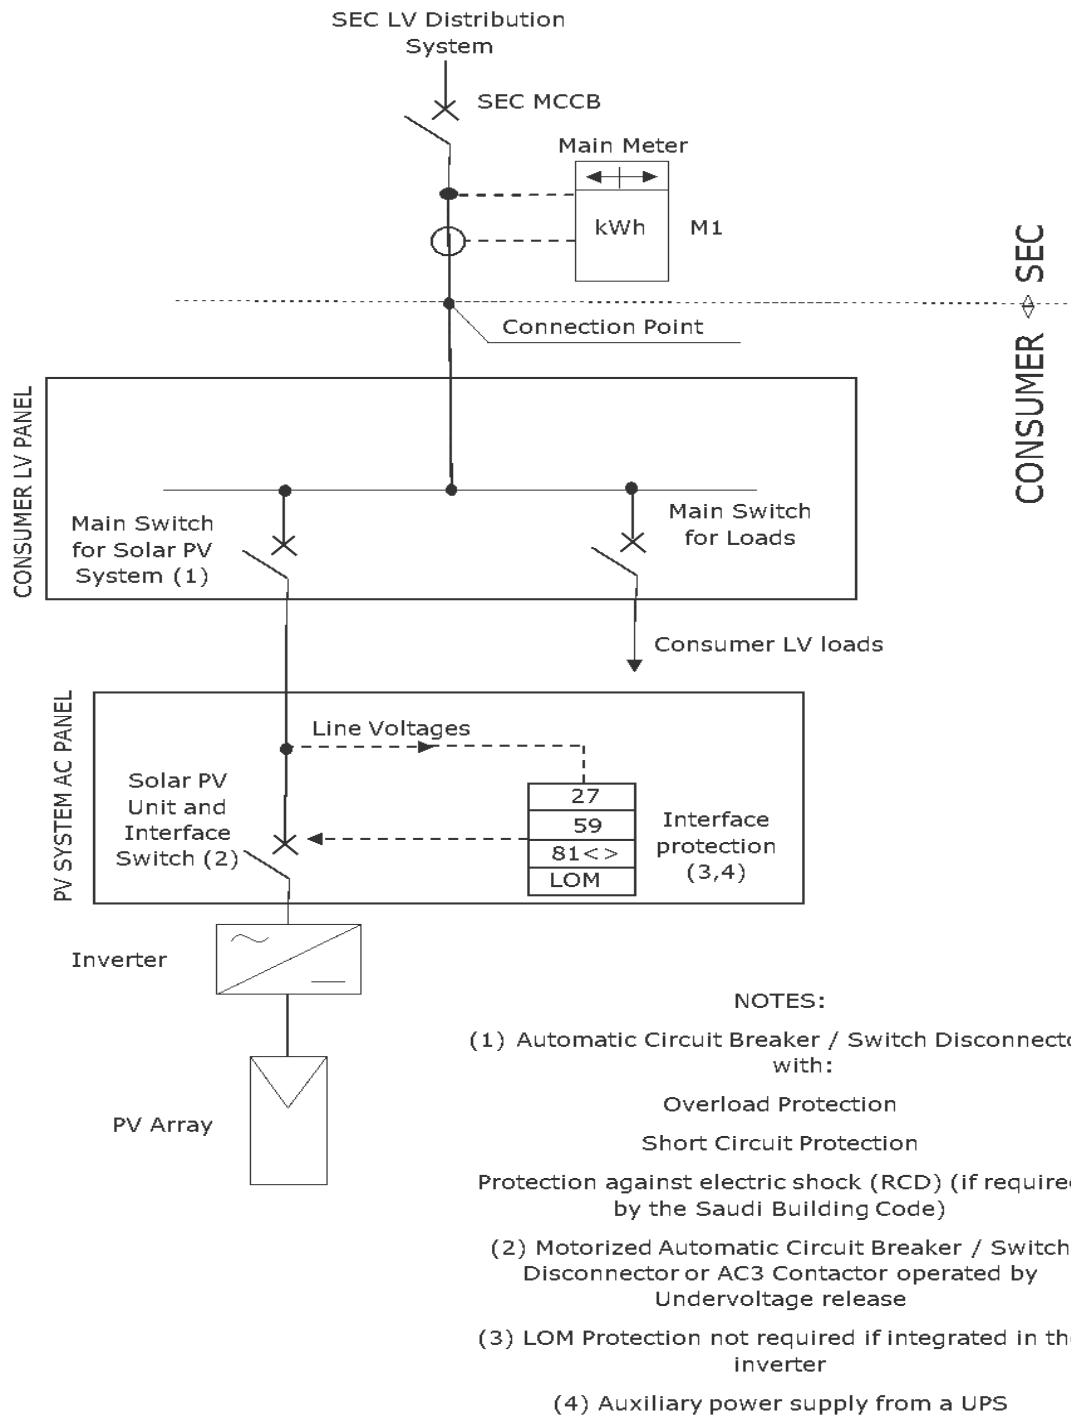 SEC LV Distribution
System
SEC MCCB
Main Meter
kWh
M1
SEC
CONSUMER
Connection Point
CONSUMER LV PANEL
Main Switch
for Solar PV
System (1)
Main Switch
for Loads
Consumer LV loads
PV SYSTEM AC PANEL
Line Voltages
Solar PV
Unit and
Interface
Switch (2)
27
59
81<>
LOM
Interface
protection
(3,4)
Inverter
PV Array
NOTES:
(1) Automatic Circuit Breaker / Switch Disconnecto
with:
Overload Protection
Short Circuit Protection
Protection against electric shock (RCD) (if require
by the Saudi Building Code)
(2) Motorized Automatic Circuit Breaker / Switch
Disconnector or AC3 Contactor operated by
Undervoltage release
(3) LOM Protection not required if integrated in the
inverter
(4) Auxiliary power supply from a UPS